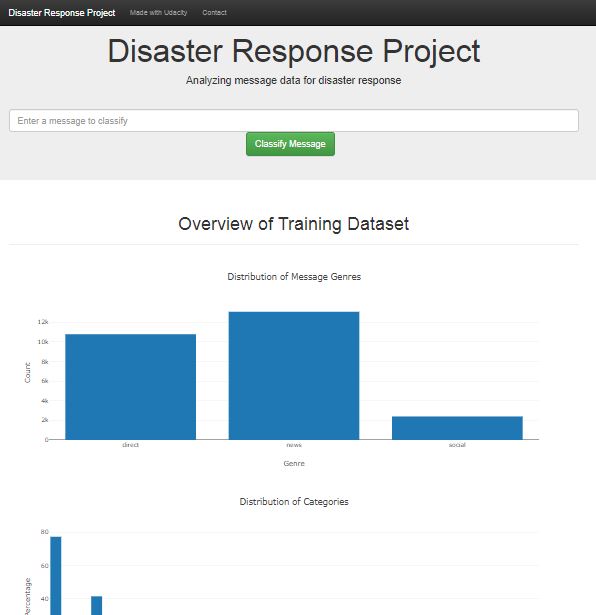 Disaster Response Project Made with Udacity Contact
Disaster Response Project
Analyzing message data for disaster response
Enter a message to classify
Classify Message
Overview of Training Dataset
Distribution of Message Genres
12k
10k
8k
6k
4k
2k
0
Count
direct news social
Genre
Distribution of Categories
80
60
40
Percentage